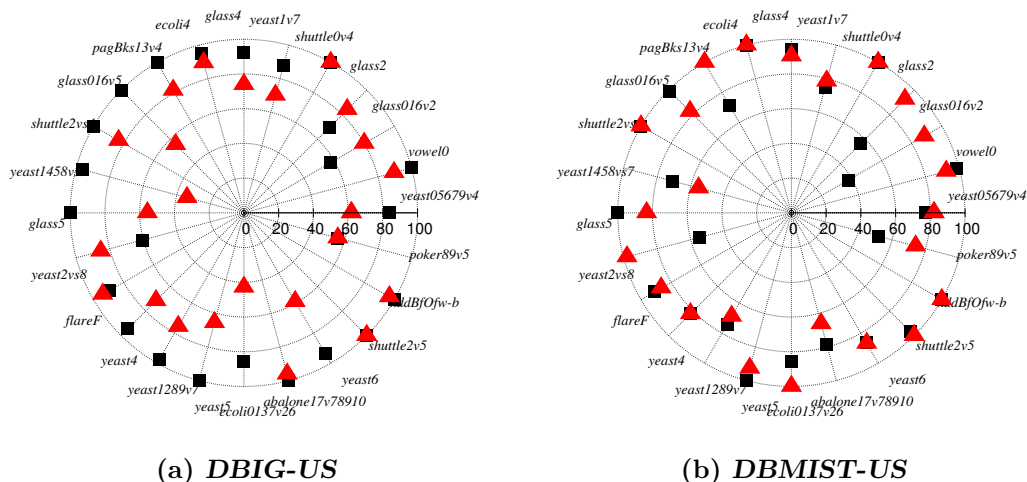 glass4 yeast1v7
ecoli4
shuttle0v4
pagBks13v4
glass2
glass016v5
glass016v2
shuttle2vs
vowel0
yeast1458vs
yeast05679v4
glass5
0 20 40 60 80 100
poker89v5
yeast2vs8
flareF
shuttle2v5
yeast4
yeast6
yeast1289v7
abalone17v78910
yeast5
ecoli0137v26
(a) DBIG-US
glass4
yeast1v7
ecoli4
shuttle0v4
pagBks13v4
glass2
glass016v5
glass016v2
shuttle2vs
vowel0
yeast1458vs7
yeast05679v4
glass5
0 20 40 60 80 100
poker89v5
yeast2vs8
flareF
shuttle2v5
yeast4
yeast6
yeast1289v7
abalone17v78910
yeast5
ecoli0137v26
(b) DBMIST-US